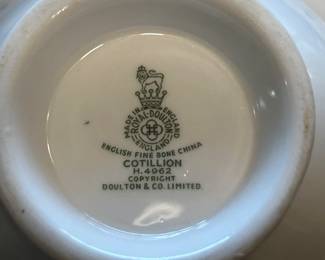 MADE IN ENGLAND
ROYAL-DOULTON
ENGLAND
ENGLISH FINE BONE CHINA
COTILLION
H.4962
COPYRIGHT
DOULTON & CO. LIMITED.